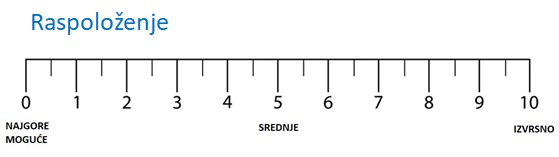 Raspoloženje
0 1 2 3 4 5 6 7 8 9 10
NAJGORE MOGUĆE
SREDNJE
IZVRSNO